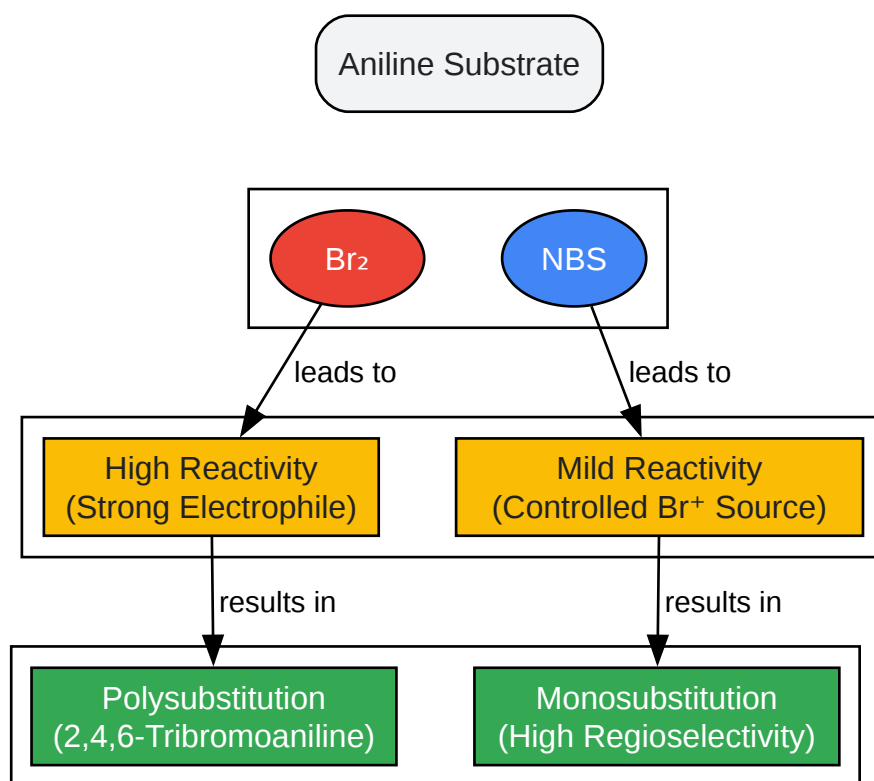 Aniline Substrate
Br₂
NBS
leads to
leads to
High Reactivity
(Strong Electrophile)
Mild Reactivity
(Controlled Br⁺ Source)
results in
results in
Polysubstitution
(2,4,6-Tribromoaniline)
Monosubstitution
(High Regioselectivity)